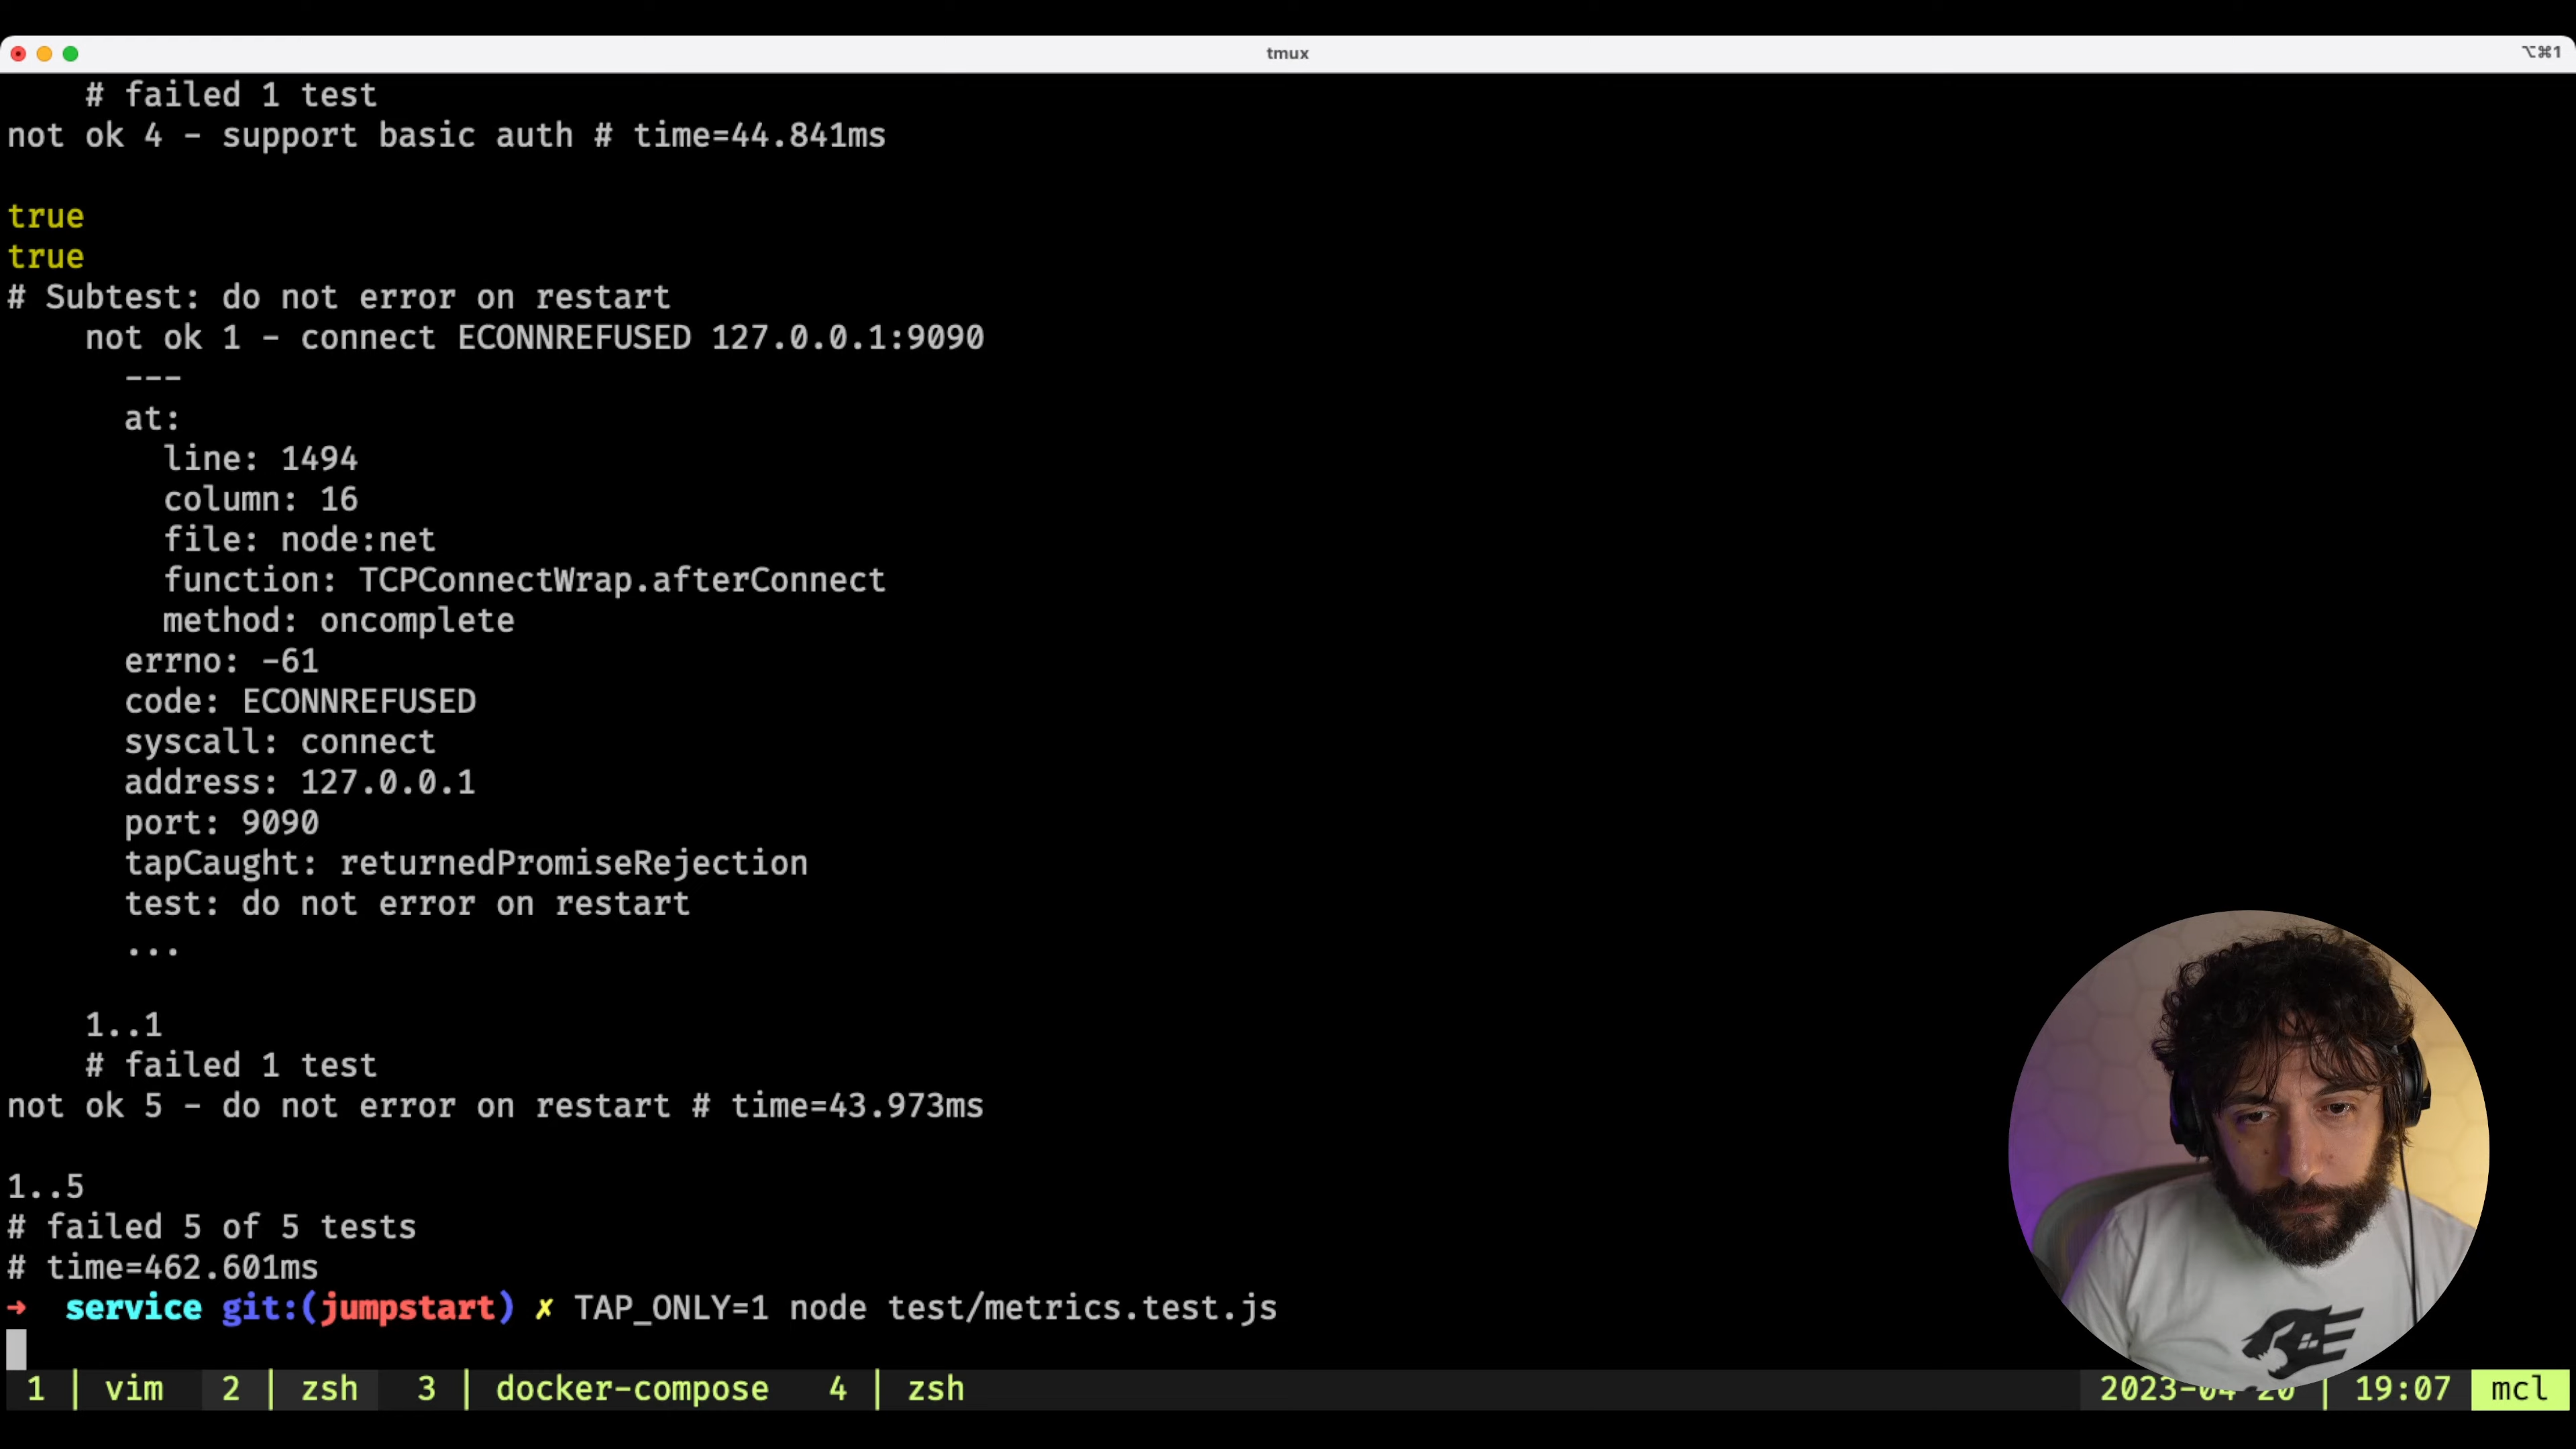 tmux
⌥⌘1
# failed 1 test
not ok 4 - support basic auth # time=44.841ms
true
true
# Subtest: do not error on restart
not ok 1 - connect ECONNREFUSED 127.0.0.1:9090
---
at:
line: 1494
column: 16
file: node:net
function: TCPConnectWrap.afterConnect
method: oncomplete
errno: -61
code: ECONNREFUSED
syscall: connect
address: 127.0.0.1
port: 9090
tapCaught: returnedPromiseRejection
test: do not error on restart
...
1..1
# failed 1 test
not ok 5 - do not error on restart # time=43.973ms
1..5
# failed 5 of 5 tests
# time=462.601ms
➜ service git:(jumpstart) ✗ TAP_ONLY=1 node test/metrics.test.js
1 | vim 2 | zsh 3 | docker-compose 4 | zsh 2023-04-20 | 19:07 mcl